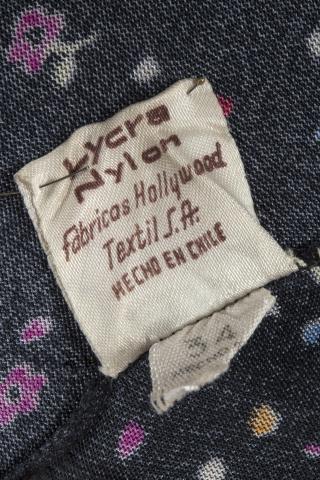 Lycra
Nylon
Fabricas Hollywood
Textil S.A.
HECHO EN CHILE
34